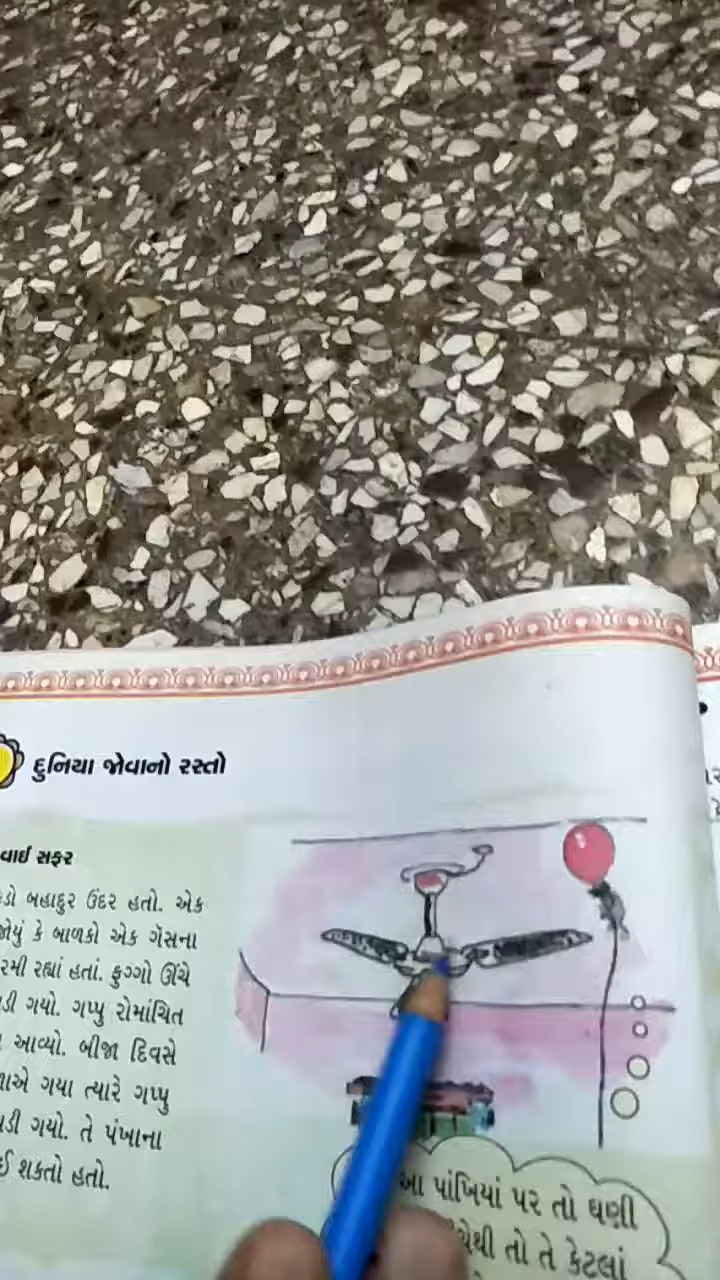 દુનિયા જોવાનો રસ્તો
સફર
બહાદુર ઉંદર હતો. એક
જોયું કે બાળકો એક ગૅસના
રમી રહ્યાં હતાં. ફુગ્ગો ઊંચે
ગયો. ગપ્પુ રોમાંચિત
આવ્યો. બીજા દિવસે
ગયા ત્યારે ગપ્પુ
ગયો. તે પંખાના
શકતો હતો.
આ પાંખિયાં પર તો ઘણી
તો તે કેટલાં